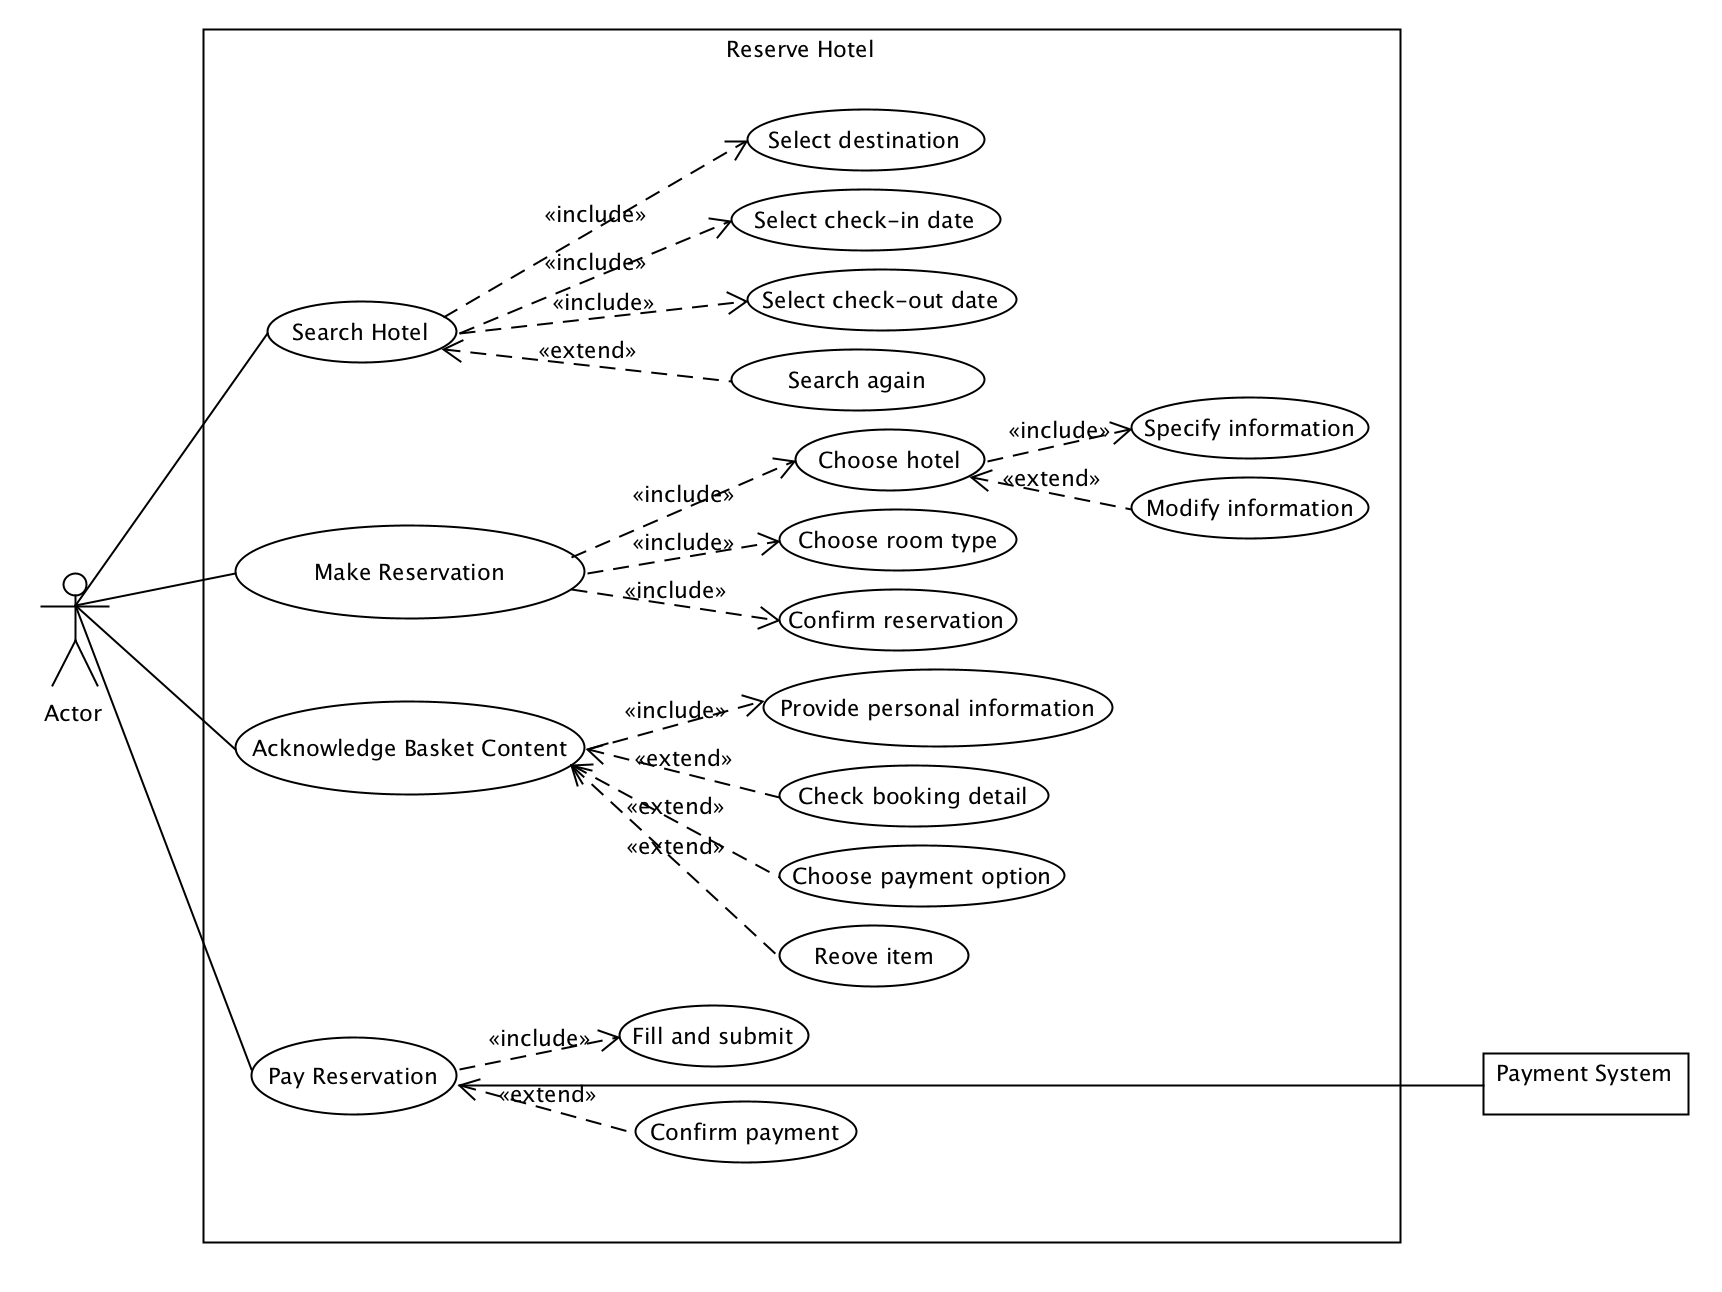 Reserve Hotel
Select destination
«include»
Select check-in date
«include»
Select check-out date
«include»
Search Hotel
«extend»
Search again
Choose hotel
«include»
Specify information
«extend»
Modify information
«include»
Choose room type
«include»
Make Reservation
«include»
Confirm reservation
Actor
«include»
Provide personal information
Acknowledge Basket Content
«extend»
Check booking detail
«extend»
«extend»
Choose payment option
Reove item
«include»
Fill and submit
Pay Reservation
Payment System
«extend»
Confirm payment